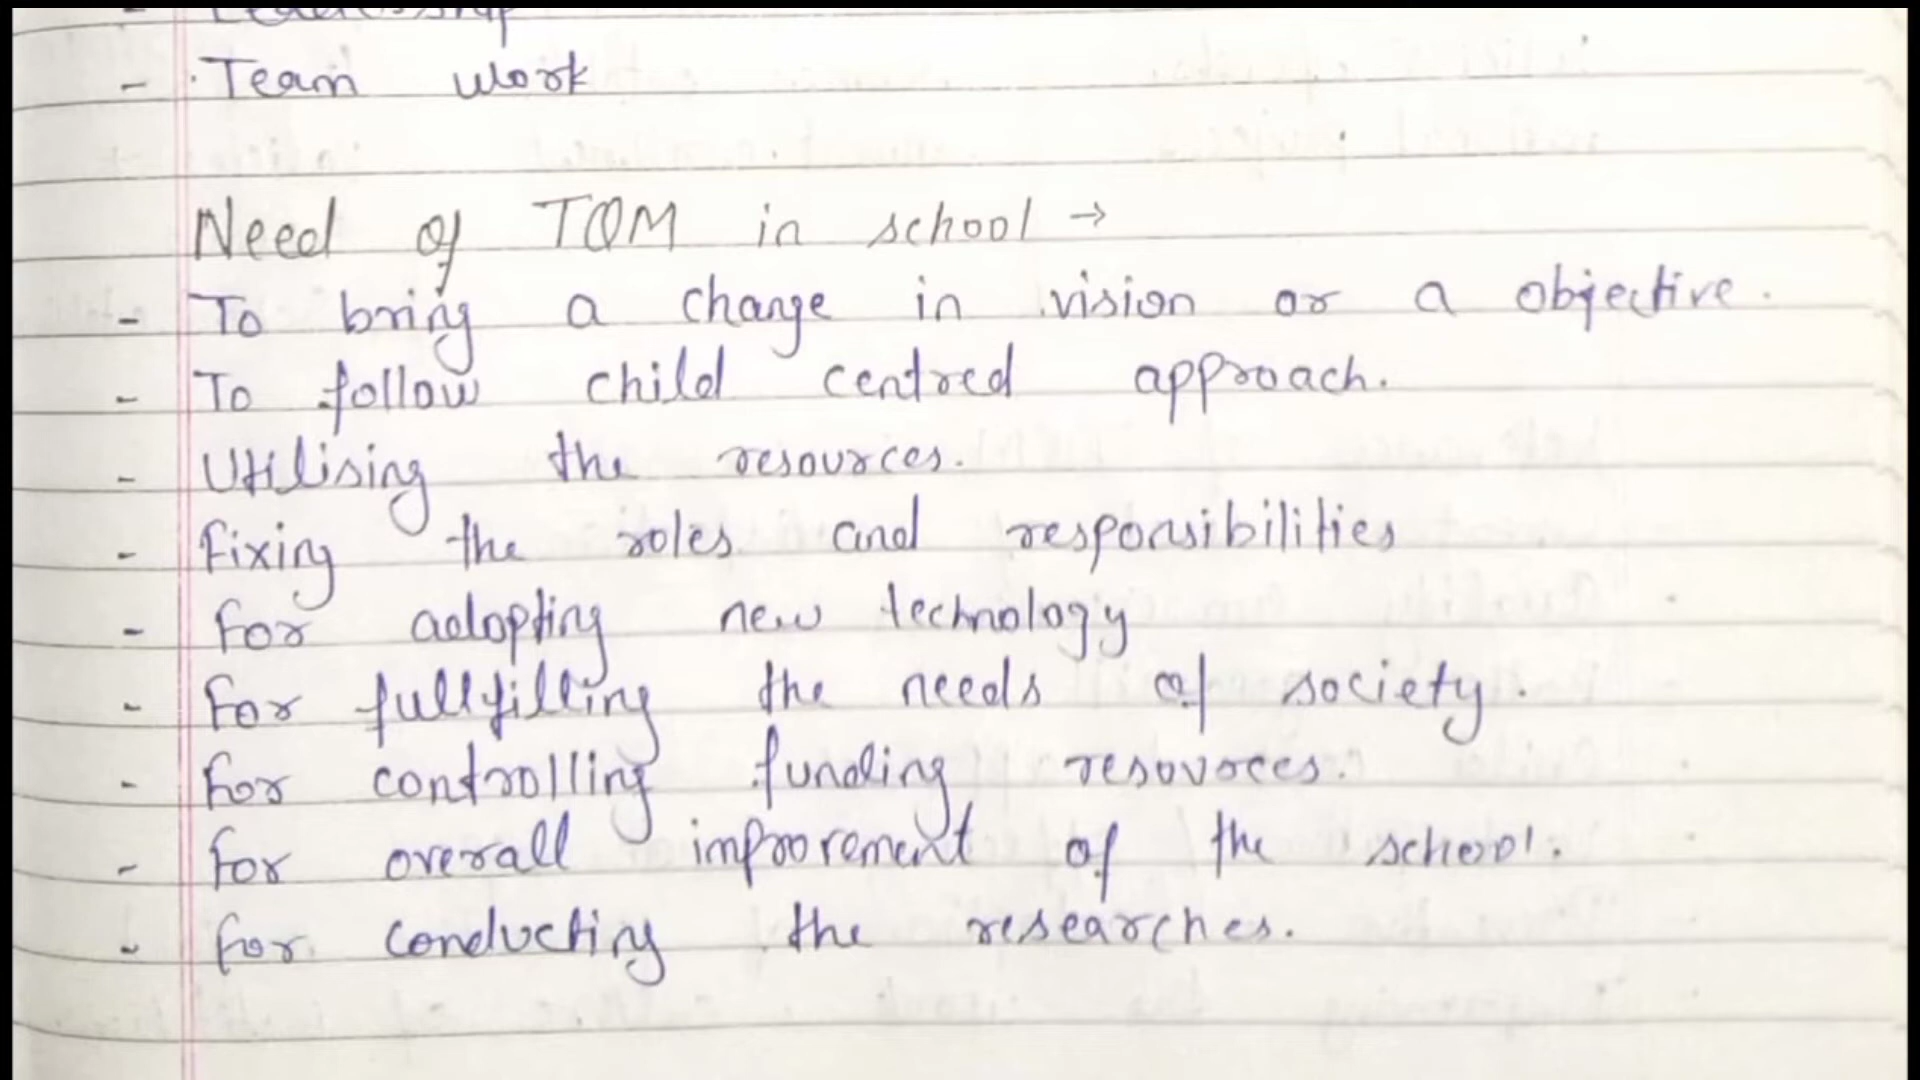 - Leadership
- Team work
Need of TQM in school →
- To bring a change in vision or a objective.
- To follow child centred approach.
- Utilising the resources.
- Fixing the roles and responsibilities
- For adopting new technology
- For fullfilling the needs of society.
- For controlling funding resources.
- For overall improvement of the school.
- For conducting the researches.